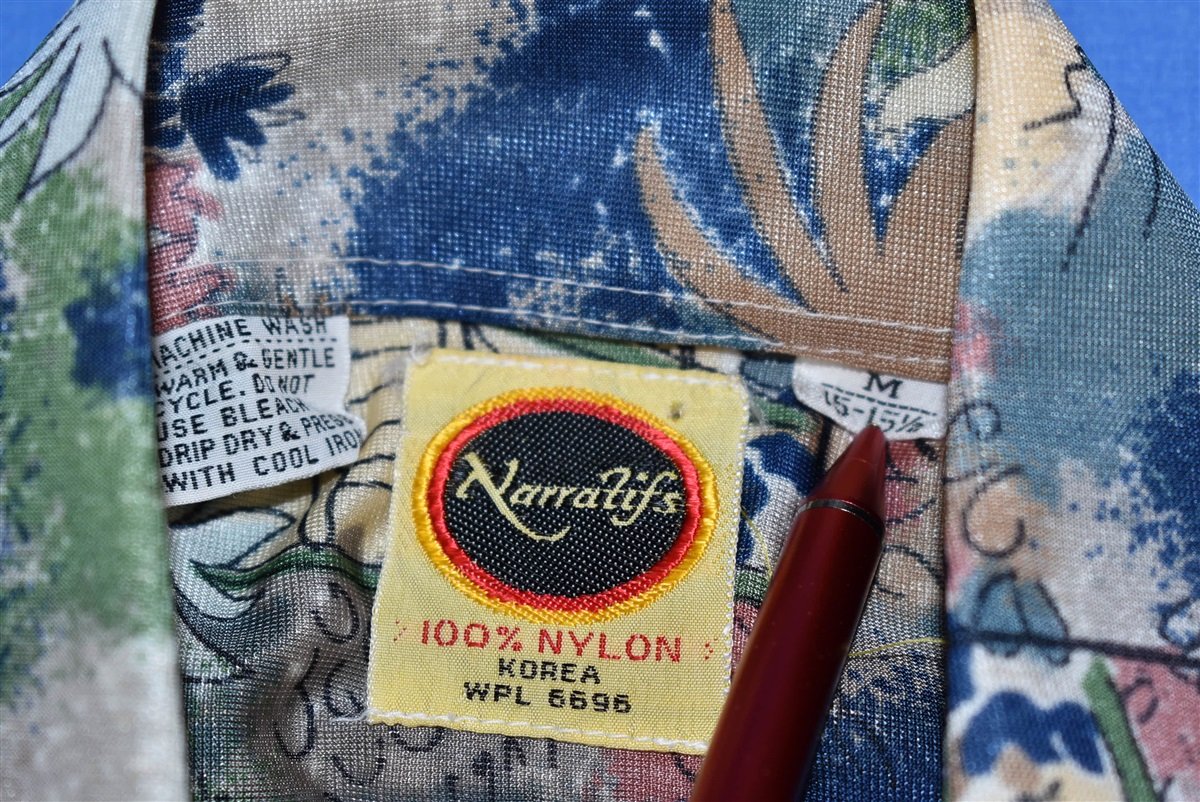 MACHINE WASH
WARM & GENTLE
CYCLE. DO NOT
USE BLEACH
DRIP DRY & PRESS
WITH COOL IRON
Narratifs
100% NYLON
KOREA
WPL 6696
M
15-15½